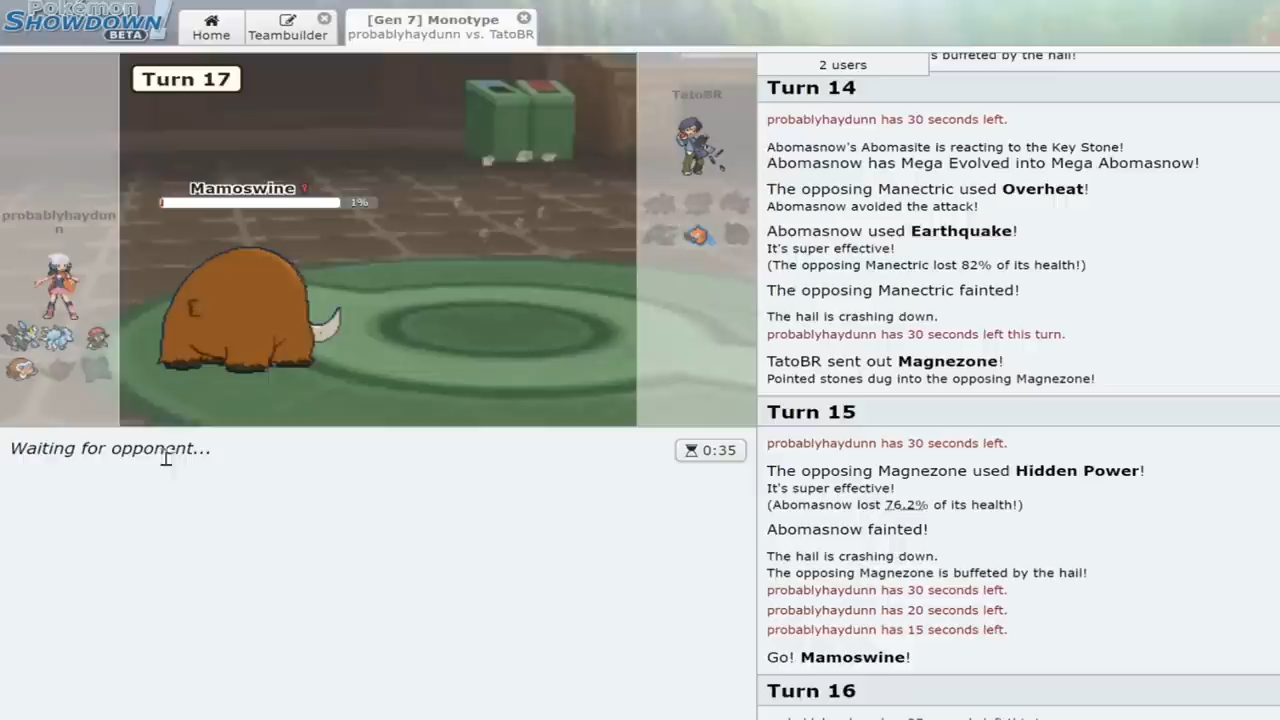 Pokémon
SHOWDOWN!
BETA
Home
Teambuilder
[Gen 7] Monotype
probablyhaydunn vs. TatoBR
Turn 17
Mamoswine
1%
probablyhaydun
n
TatoBR
Waiting for opponent...
0:35
2 users
s buffeted by the hail!
Turn 14
probablyhaydunn has 30 seconds left.
Abomasnow's Abomasite is reacting to the Key Stone!
Abomasnow has Mega Evolved into Mega Abomasnow!
The opposing Manectric used Overheat!
Abomasnow avoided the attack!
Abomasnow used Earthquake!
It's super effective!
(The opposing Manectric lost 82% of its health!)
The opposing Manectric fainted!
The hail is crashing down.
probablyhaydunn has 30 seconds left this turn.
TatoBR sent out Magnezone!
Pointed stones dug into the opposing Magnezone!
Turn 15
probablyhaydunn has 30 seconds left.
The opposing Magnezone used Hidden Power!
It's super effective!
(Abomasnow lost 76.2% of its health!)
Abomasnow fainted!
The hail is crashing down.
The opposing Magnezone is buffeted by the hail!
probablyhaydunn has 30 seconds left.
probablyhaydunn has 20 seconds left.
probablyhaydunn has 15 seconds left.
Go! Mamoswine!
Turn 16